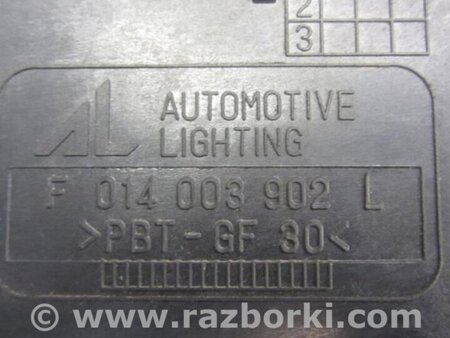 2
3
AL AUTOMOTIVE
LIGHTING
F 014 003 902 L
>PBT-GF 30<
© www.razborki.com